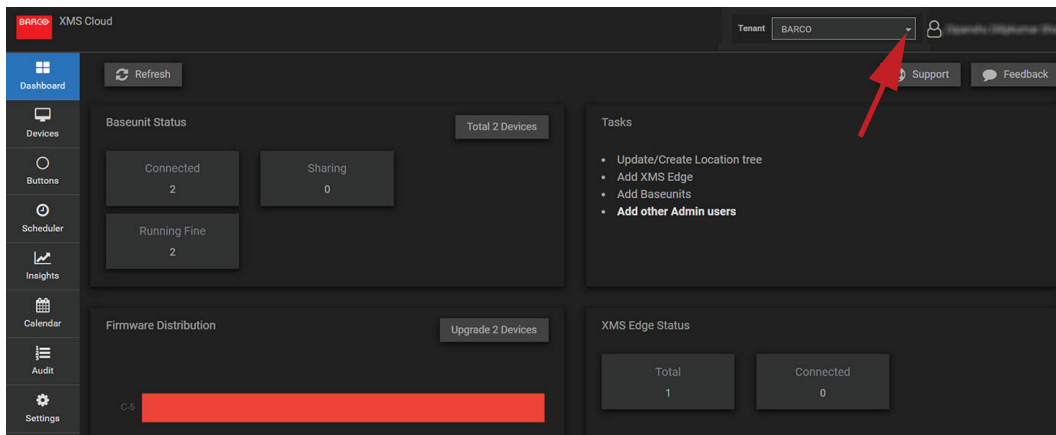 BARCO XMS Cloud
Tenant BARCO
Dashboard
Refresh
Support
Feedback
Devices
Buttons
Scheduler
Insights
Calendar
Audit
Settings
Baseunit Status
Total 2 Devices
Connected
2
Sharing
0
Running Fine
2
Tasks
Update/Create Location tree
Add XMS Edge
Add Baseunits
Add other Admin users
Firmware Distribution
Upgrade 2 Devices
C-5
XMS Edge Status
Total
1
Connected
0